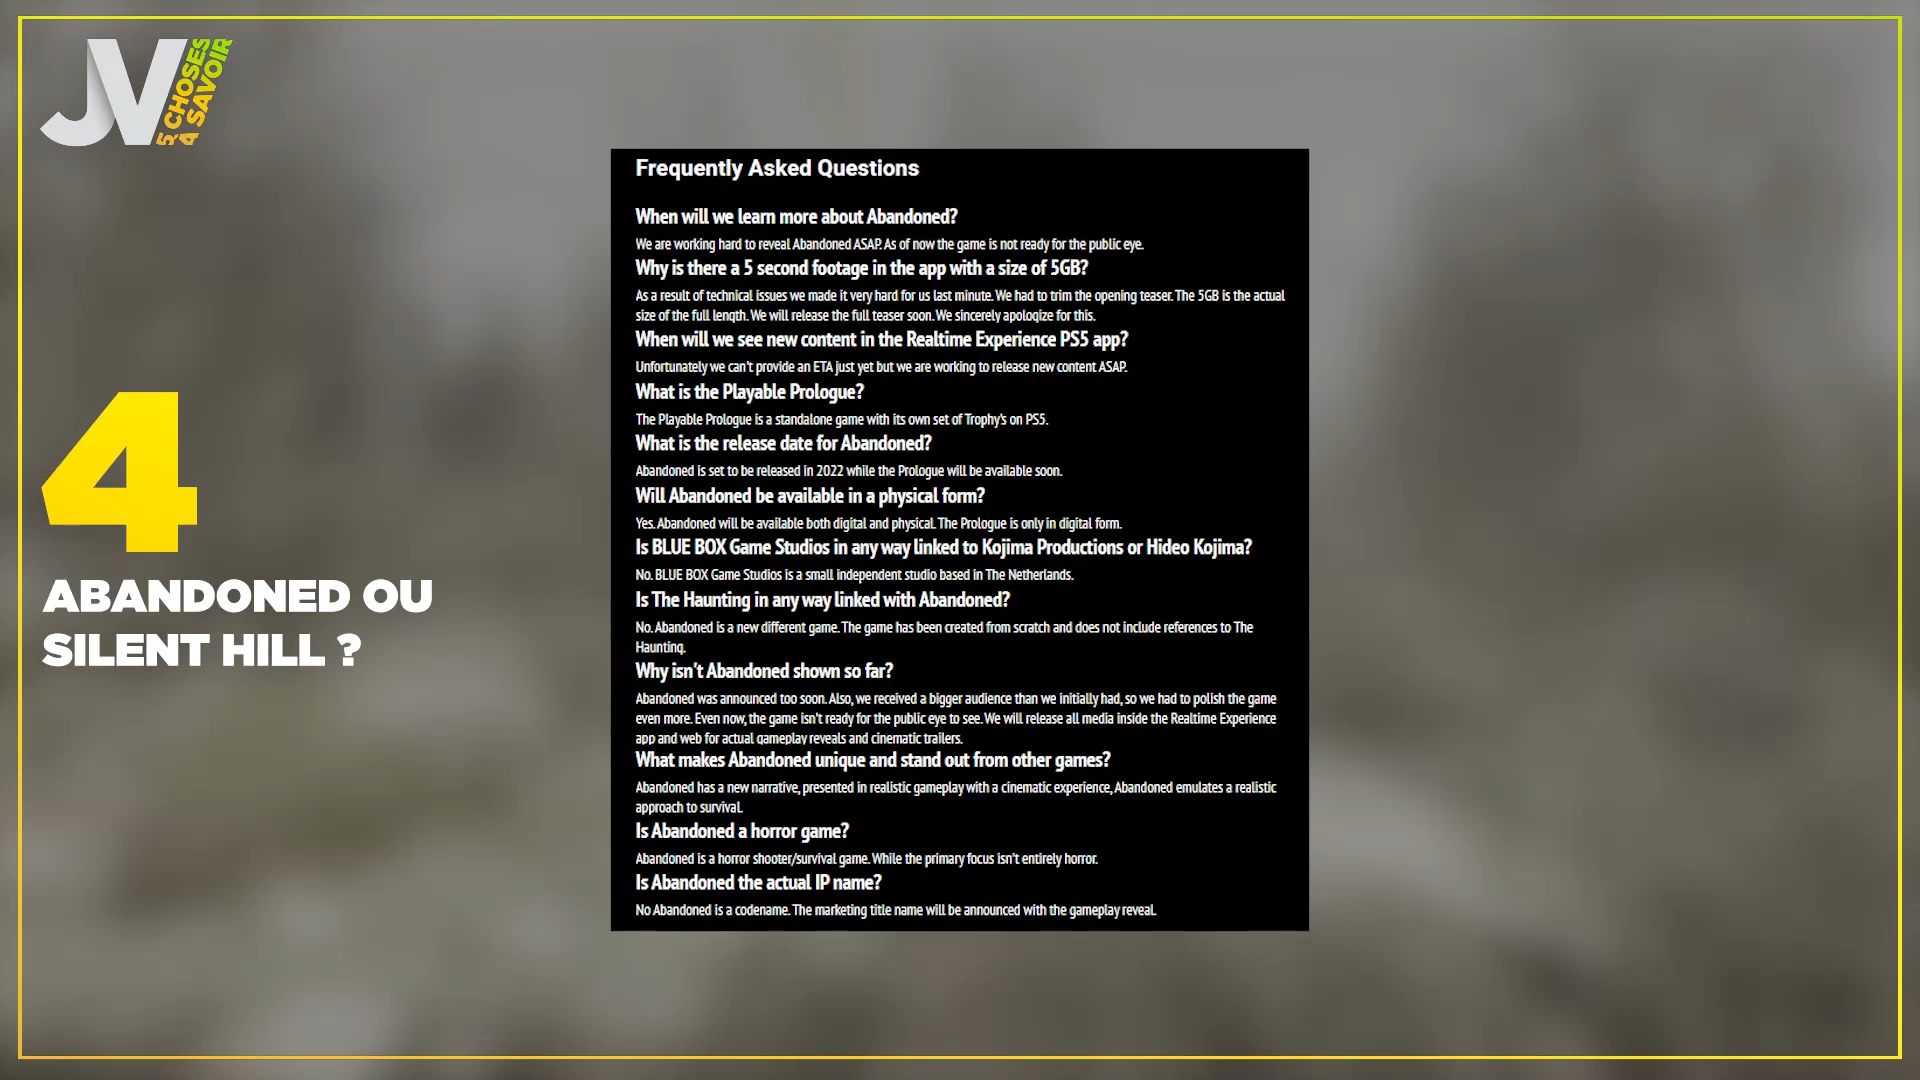 JV
5 CHOSES
A SAVOIR
4
ABANDONED OU
SILENT HILL ?
Frequently Asked Questions
When will we learn more about Abandoned?
We are working hard to reveal Abandoned ASAP. As of now the game is not ready for the public eye.
Why is there a 5 second footage in the app with a size of 5GB?
As a result of technical issues we made it very hard for us last minute. We had to trim the opening teaser. The 5GB is the actual
size of the full length. We will release the full teaser soon. We sincerely apologize for this.
When will we see new content in the Realtime Experience PS5 app?
Unfortunately we can't provide an ETA just yet but we are working to release new content ASAP.
What is the Playable Prologue?
The Playable Prologue is a standalone game with its own set of Trophy's on PS5.
What is the release date for Abandoned?
Abandoned is set to be released in 2022 while the Prologue will be available soon.
Will Abandoned be available in a physical form?
Yes. Abandoned will be available both digital and physical. The Prologue is only in digital form.
Is BLUE BOX Game Studios in any way linked to Kojima Productions or Hideo Kojima?
No. BLUE BOX Game Studios is a small independent studio based in The Netherlands.
Is The Haunting in any way linked with Abandoned?
No. Abandoned is a new different game. The game has been created from scratch and does not include references to The
Haunting.
Why isn't Abandoned shown so far?
Abandoned was announced too soon. Also, we received a bigger audience than we initially had, so we had to polish the game
even more. Even now, the game isn't ready for the public eye to see. We will release all media inside the Realtime Experience
app and web for actual gameplay reveals and cinematic trailers.
What makes Abandoned unique and stand out from other games?
Abandoned has a new narrative, presented in realistic gameplay with a cinematic experience, Abandoned emulates a realistic
approach to survival.
Is Abandoned a horror game?
Abandoned is a horror shooter/survival game. While the primary focus isn't entirely horror.
Is Abandoned the actual IP name?
No Abandoned is a codename. The marketing title name will be announced with the gameplay reveal.